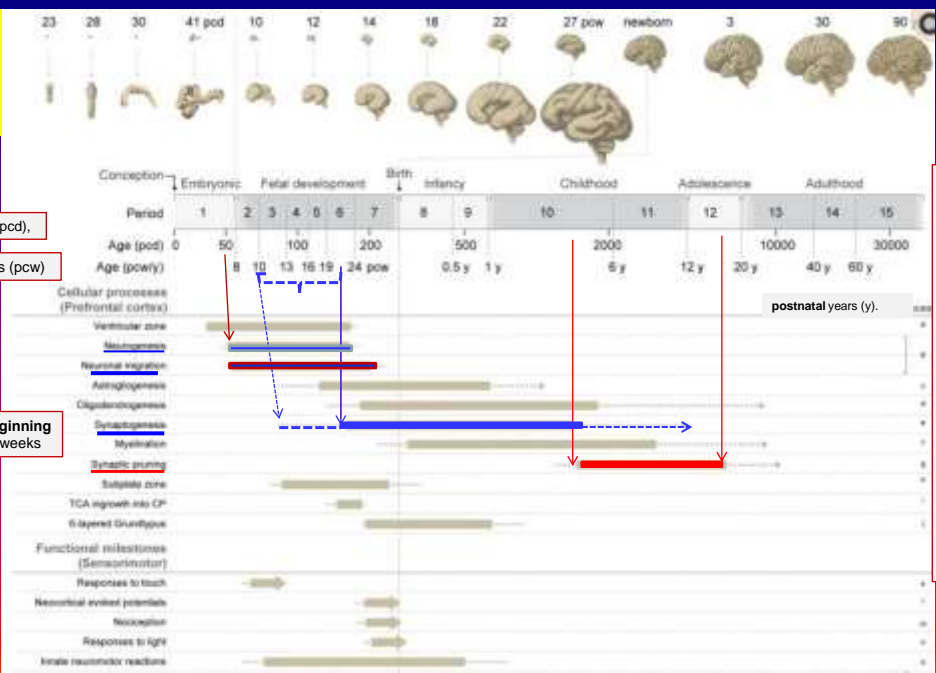 23 28 30 41 pcd 10 12 14 18 22 27 pcw newborn 3 30 90
Conception
Birth
Embryonic Fetal development Infancy Childhood Adolescence Adulthood
Period 1 2 3 4 5 6 7 8 9 10 11 12 13 14 15
pcd),
Age (pcd) 0 50 100 200 500 2000 10000 30000
s (pcw)
Age (pcw/y) 8 10 13 16 19 24 pcw 0.5 y 1 y 6 y 12 y 20 y 40 y 60 y
Cellular processes
(Prefrontal cortex)
postnatal years (y).
Ventricular zone
Neurogenesis
Neuronal migration
Astrogliogenesis
Oligodendrogenesis
ginning
Synaptogenesis
weeks
Myelination
Synaptic pruning
Subplate zone
TCA ingrowth into CP
6-layered Grundtypus
Functional milestones
(Sensorimotor)
Responses to touch
Neocortical evoked potentials
Nociception
Responses to light
Innate neuromotor reactions